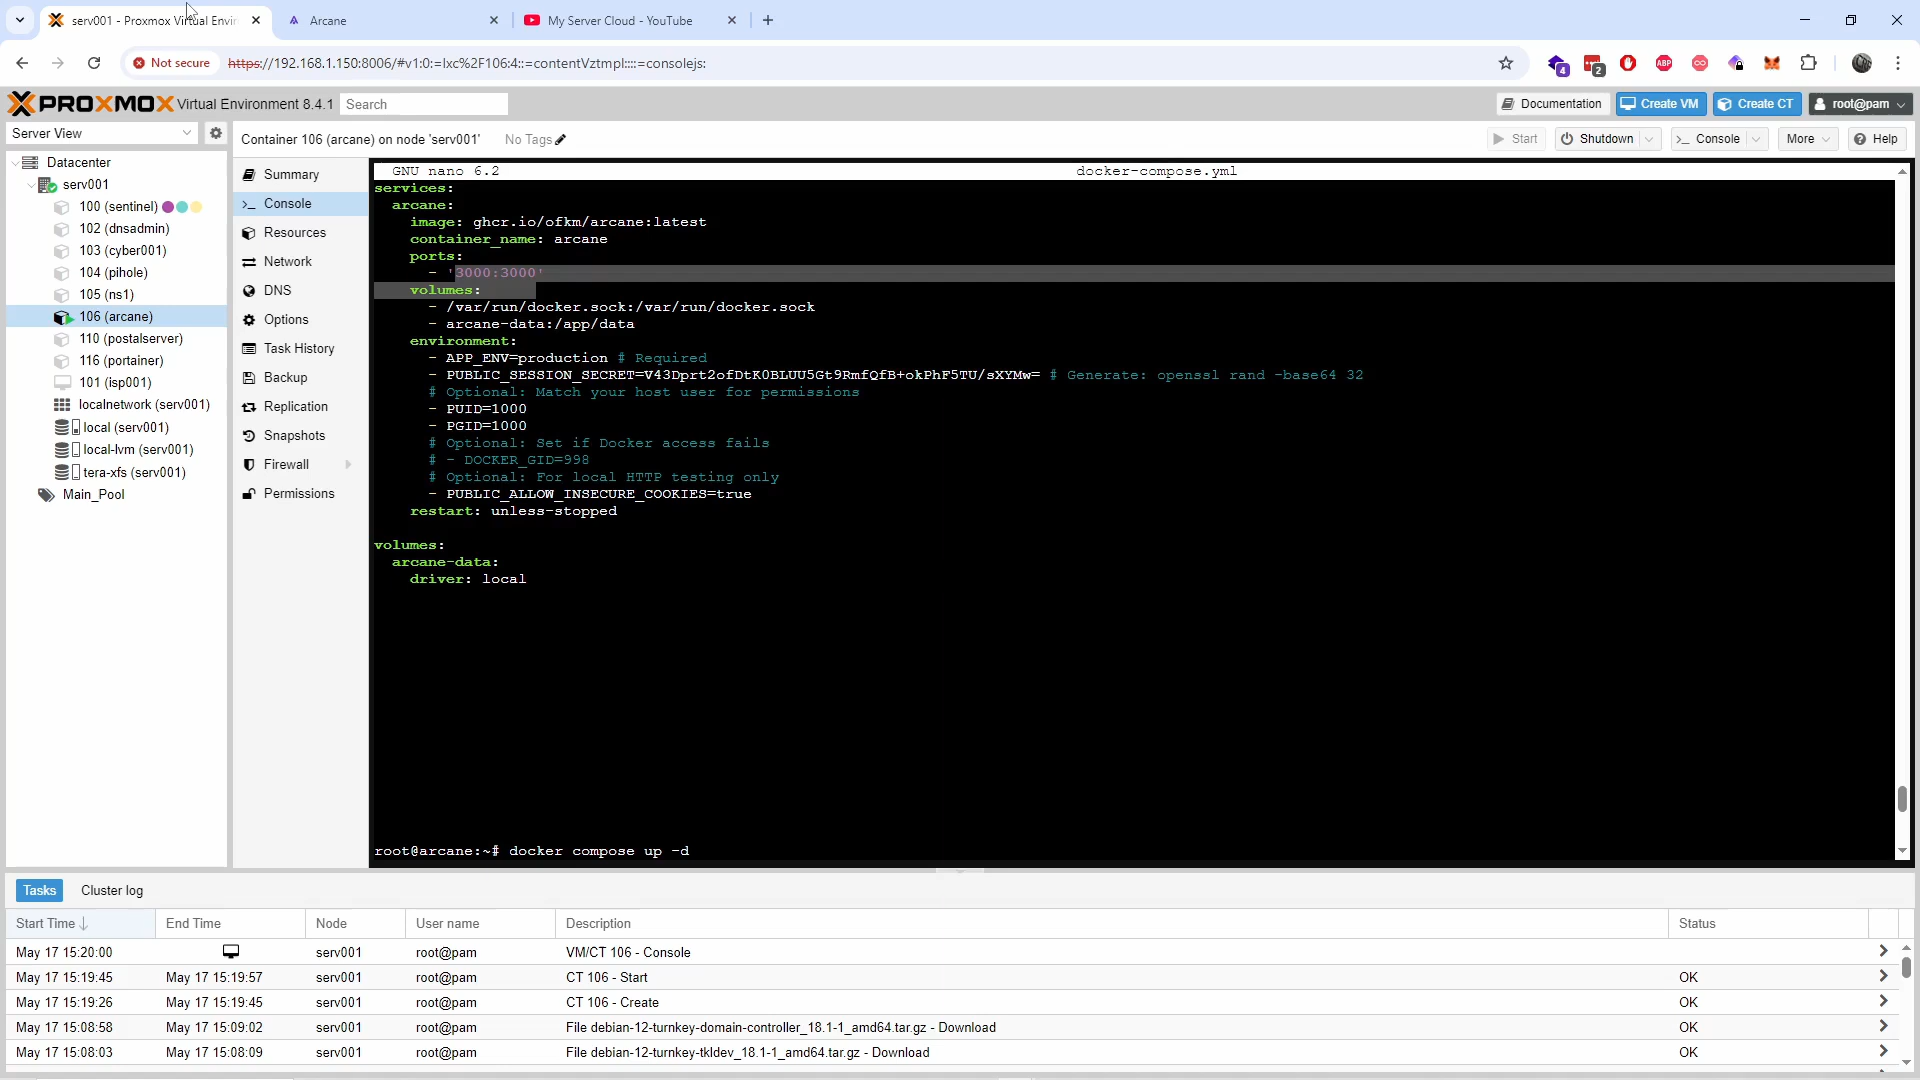 serv001 - Proxmox Virtual Envir
Arcane
My Server Cloud - YouTube
Not secure
https://192.168.1.150:8006/#v1:0:=lxc%2F106:4::=contentVztmpl::::=consolejs:
4
2
ABP
PROXMOX Virtual Environment 8.4.1
Search
Documentation
Create VM
Create CT
root@pam
Server View
Container 106 (arcane) on node 'serv001'
No Tags
Start
Shutdown
Console
More
Help
Datacenter
serv001
100 (sentinel)
102 (dnsadmin)
103 (cyber001)
104 (pihole)
105 (ns1)
106 (arcane)
110 (postalserver)
116 (portainer)
101 (isp001)
localnetwork (serv001)
local (serv001)
local-lvm (serv001)
tera-xfs (serv001)
Main_Pool
Summary
Console
Resources
Network
DNS
Options
Task History
Backup
Replication
Snapshots
Firewall
Permissions
GNU nano 6.2
docker-compose.yml
services:
arcane:
image: ghcr.io/ofkm/arcane:latest
container_name: arcane
ports:
- '3000:3000'
volumes:
- /var/run/docker.sock:/var/run/docker.sock
- arcane-data:/app/data
environment:
- APP_ENV=production # Required
- PUBLIC_SESSION_SECRET=V43Dprt2ofDtK0BLUU5Gt9RmfQfB+okPhF5TU/sXYMw= # Generate: openssl rand -base64 32
# Optional: Match your host user for permissions
- PUID=1000
- PGID=1000
# Optional: Set if Docker access fails
# - DOCKER_GID=998
# Optional: For local HTTP testing only
- PUBLIC_ALLOW_INSECURE_COOKIES=true
restart: unless-stopped
volumes:
arcane-data:
driver: local
root@arcane:~# docker compose up -d
Tasks
Cluster log
Start Time
End Time
Node
User name
Description
Status
May 17 15:20:00
serv001
root@pam
VM/CT 106 - Console
May 17 15:19:45
May 17 15:19:57
serv001
root@pam
CT 106 - Start
OK
May 17 15:19:26
May 17 15:19:45
serv001
root@pam
CT 106 - Create
OK
May 17 15:08:58
May 17 15:09:02
serv001
root@pam
File debian-12-turnkey-domain-controller_18.1-1_amd64.tar.gz - Download
OK
May 17 15:08:03
May 17 15:08:09
serv001
root@pam
File debian-12-turnkey-tkldev_18.1-1_amd64.tar.gz - Download
OK